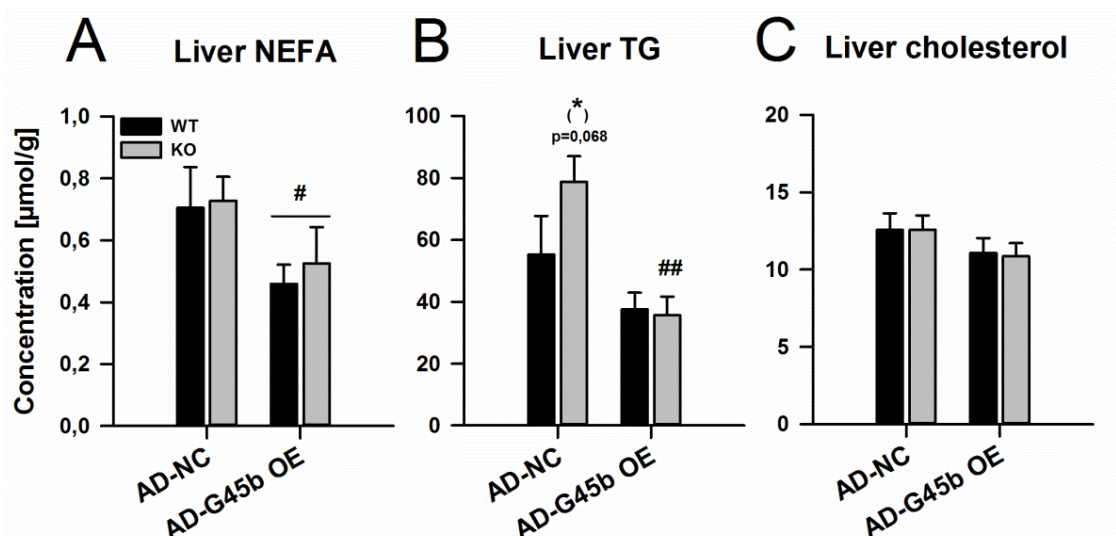 A Liver NEFA
Concentration [µmol/g]
1,0
0,8
0,6
0,4
0,2
0,0
WT
KO
#
AD-NC
AD-G45b OE
B Liver TG
100
80
60
40
20
0
(*)
p=0,068
##
AD-NC
AD-G45b OE
C Liver cholesterol
20
15
10
5
0
AD-NC
AD-G45b OE